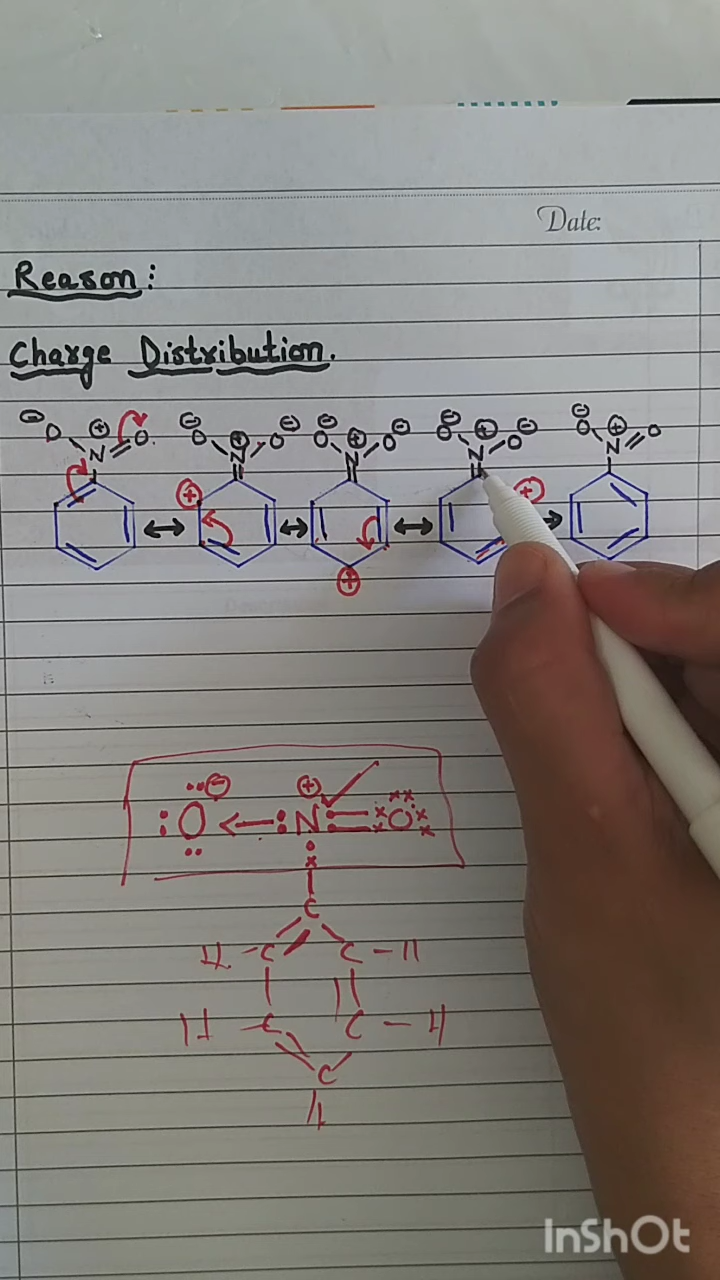 Date:
Reason:
Charge Distribution.
⊖ ⊕ ⊖ ⊕ ⊖ ⊖ ⊕ ⊖ ⊖ ⊕ ⊖ ⊖ ⊕
O N O O N O O N O O N O O N O
⊕ ↔ ↔ ↔ ⊕
⊕
⊖ ⊕
O ← N = O
C
H - C C - H
H - C C - H
C
H
InShOt